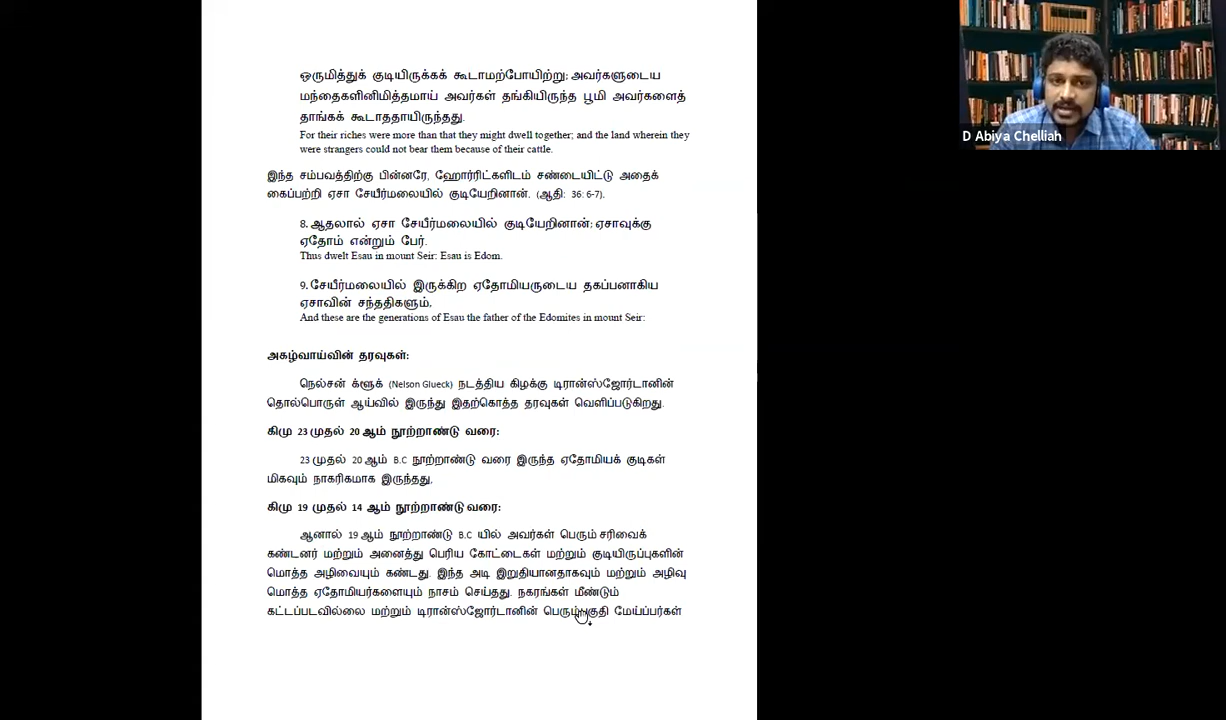 ஒருமித்துக் குடியிருக்கக் கூடாமற்போயிற்று; அவர்களுடைய
மந்தைகளினிமித்தமாய் அவர்கள் தங்கியிருந்த பூமி அவர்களைத்
தாங்கக் கூடாததாயிருந்தது.
For their riches were more than that they might dwell together; and the land wherein they
were strangers could not bear them because of their cattle.
இந்த சம்பவத்திற்கு பின்னரே, ஹோர்ரிட்களிடம் சண்டையிட்டு அதைக்
கைப்பற்றி ஏசா சேயீர்மலையில் குடியேறினான். (ஆதி: 36: 6-7).
8. ஆதலால் ஏசா சேயீர்மலையில் குடியேறினான்; ஏசாவுக்கு
ஏதோம் என்றும் பேர்.
Thus dwelt Esau in mount Seir: Esau is Edom.
9. சேயீர்மலையில் இருக்கிற ஏதோமியருடைய தகப்பனாகிய
ஏசாவின் சந்ததிகளும்,
And these are the generations of Esau the father of the Edomites in mount Seir:
அகழ்வாய்வின் தரவுகள்:
நெல்சன் க்ளூக் (Nelson Glueck) நடத்திய கிழக்கு டிரான்ஸ்ஜோர்டானின்
தொல்பொருள் ஆய்வில் இருந்து இதற்கொத்த தரவுகள் வெளிப்படுகிறது.
கிமு 23 முதல் 20 ஆம் நூற்றாண்டு வரை:
23 முதல் 20 ஆம் B.C நூற்றாண்டு வரை இருந்த ஏதோமியக் குடிகள்
மிகவும் நாகரிகமாக இருந்தது,
கிமு 19 முதல் 14 ஆம் நூற்றாண்டு வரை:
ஆனால் 19 ஆம் நூற்றாண்டு B.C யில் அவர்கள் பெரும் சரிவைக்
கண்டனர் மற்றும் அனைத்து பெரிய கோட்டைகள் மற்றும் குடியிருப்புகளின்
மொத்த அழிவையும் கண்டது. இந்த அடி இறுதியானதாகவும் மற்றும் அழிவு
மொத்த ஏதோமியர்களையும் நாசம் செய்தது. நகரங்கள் மீண்டும்
கட்டப்படவில்லை மற்றும் டிரான்ஸ்ஜோர்டானின் பெரும்பகுதி மேய்ப்பர்கள்
D Abiya Chelliah